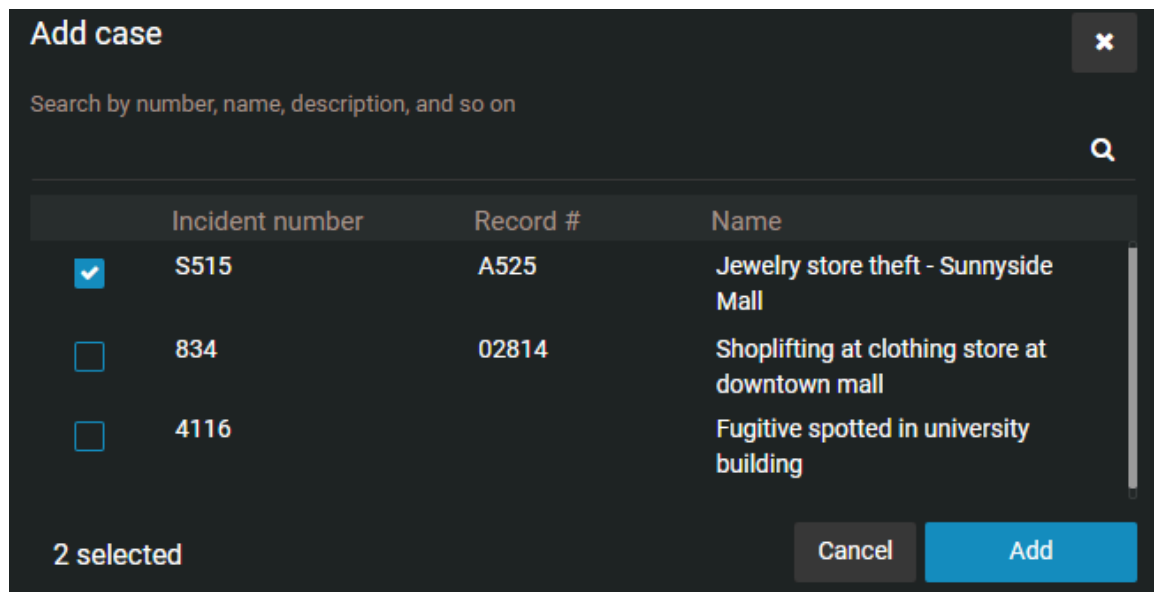 Add case
Search by number, name, description, and so on
Incident number Record # Name
S515 A525 Jewelry store theft - Sunnyside
Mall
834 02814 Shoplifting at clothing store at
downtown mall
4116 Fugitive spotted in university
building
2 selected Cancel Add